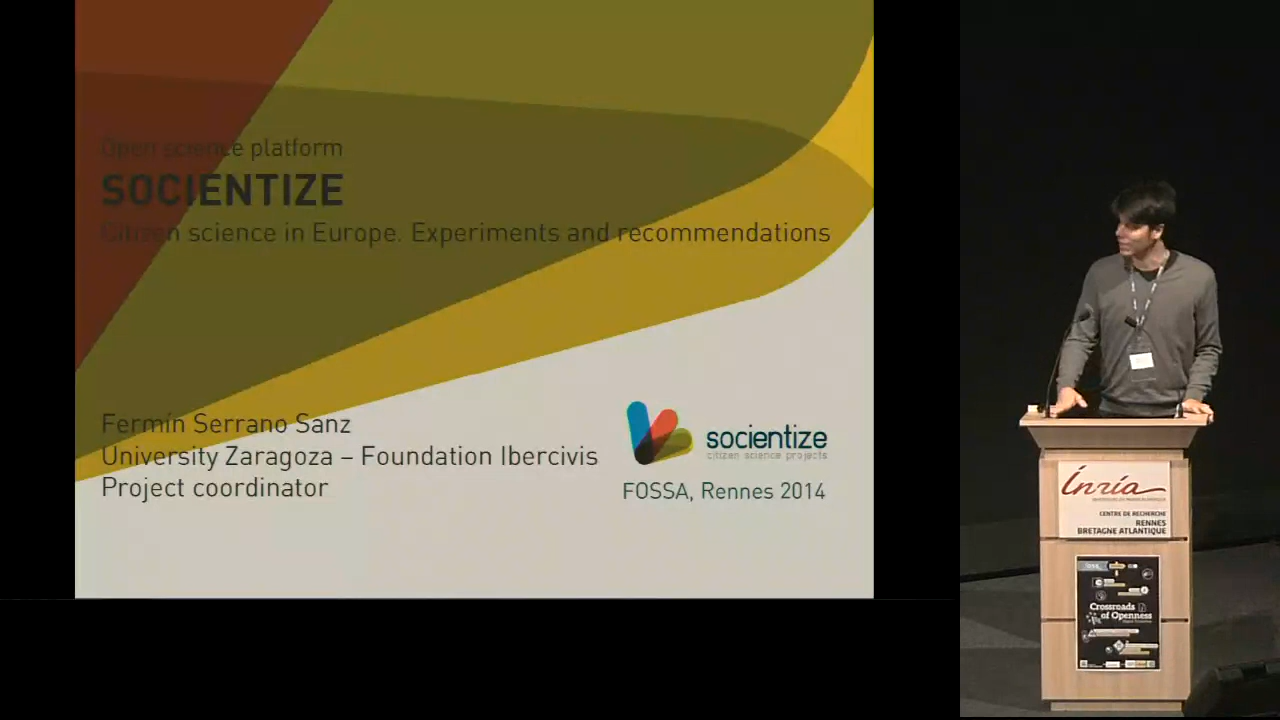 Open science platform
SOCIENTIZE
Citizen science in Europe. Experiments and recommendations
Fermín Serrano Sanz
University Zaragoza – Foundation Ibercivis
Project coordinator
socientize
citizen science projects
FOSSA, Rennes 2014
Inria
CENTRE DE RECHERCHE
RENNES
BRETAGNE ATLANTIQUE
Crossroads
of Openness